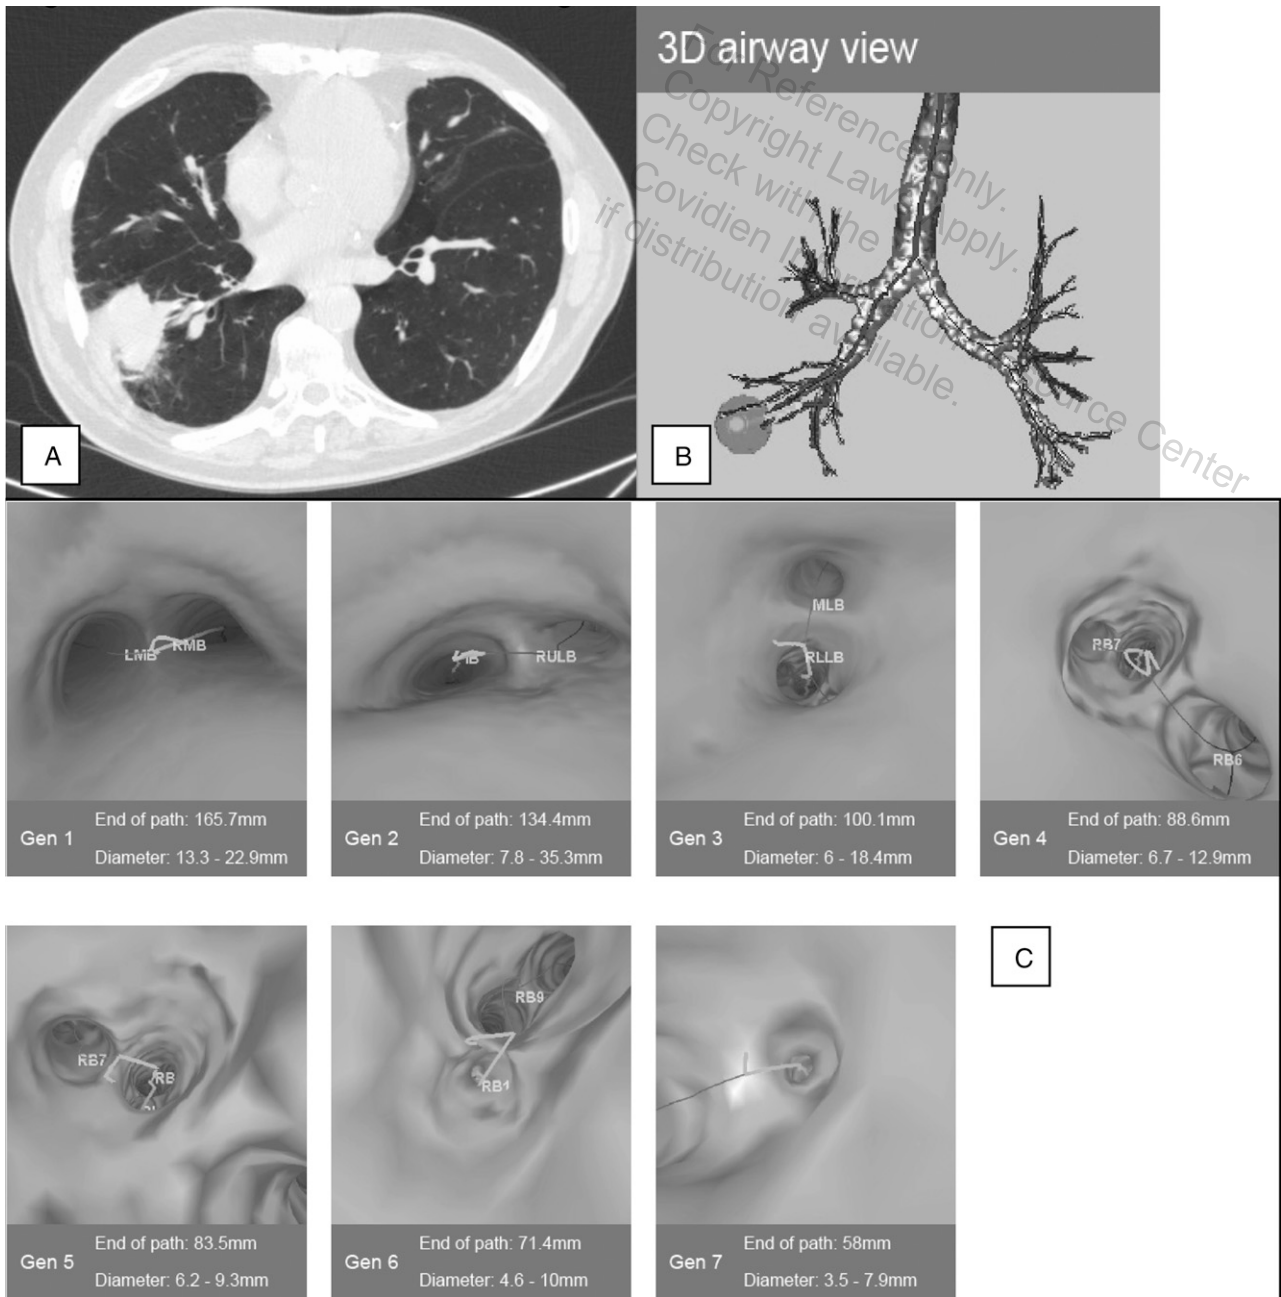 3D airway view
For Reference Only.
Copyright Laws Apply.
Check with the
Covidien Information Resource Center
if distribution available.
A
B
LMB
RMB
RULB
MLB
RLLB
RB7
RB6
Gen 1
End of path: 165.7mm
Diameter: 13.3 - 22.9mm
Gen 2
End of path: 134.4mm
Diameter: 7.8 - 35.3mm
Gen 3
End of path: 100.1mm
Diameter: 6 - 18.4mm
Gen 4
End of path: 88.6mm
Diameter: 6.7 - 12.9mm
C
RB7
RB
RB9
RB1
Gen 5
End of path: 83.5mm
Diameter: 6.2 - 9.3mm
Gen 6
End of path: 71.4mm
Diameter: 4.6 - 10mm
Gen 7
End of path: 58mm
Diameter: 3.5 - 7.9mm